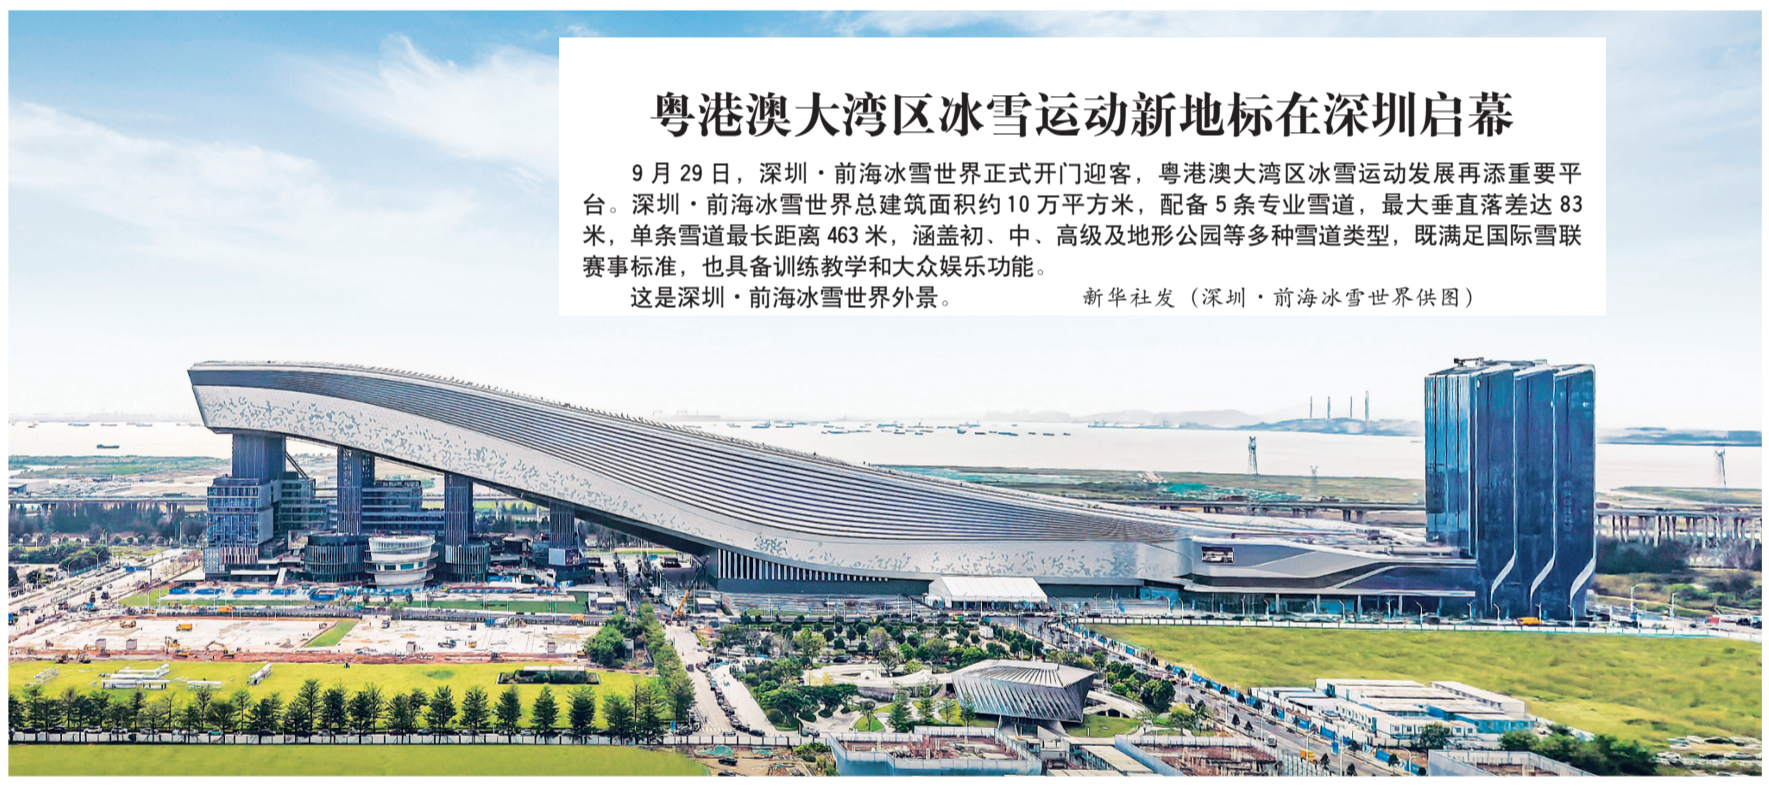 粤港澳大湾区冰雪运动新地标在深圳启幕
9月29日，深圳·前海冰雪世界正式开门迎客，粤港澳大湾区冰雪运动发展再添重要平
台。深圳·前海冰雪世界总建筑面积约10万平方米，配备5条专业雪道，最大垂直落差达83
米，单条雪道最长距离463米，涵盖初、中、高级及地形公园等多种雪道类型，既满足国际雪联
赛事标准，也具备训练教学和大众娱乐功能。
这是深圳·前海冰雪世界外景。 新华社发（深圳·前海冰雪世界供图）